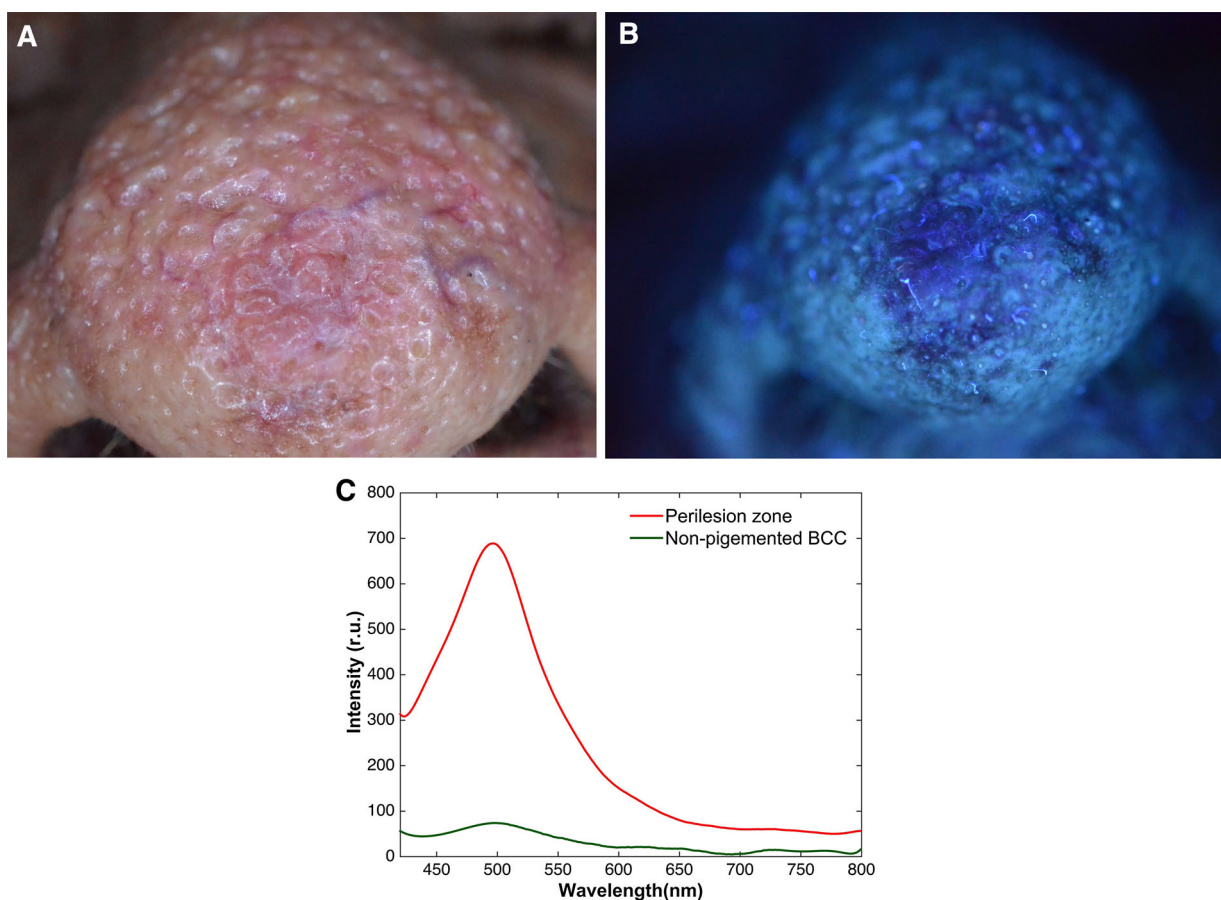 A
B
C
800
700
600
500
400
300
200
100
0
Intensity (r.u.)
Perilesion zone
Non-pigemented BCC
450 500 550 600 650 700 750 800
Wavelength(nm)